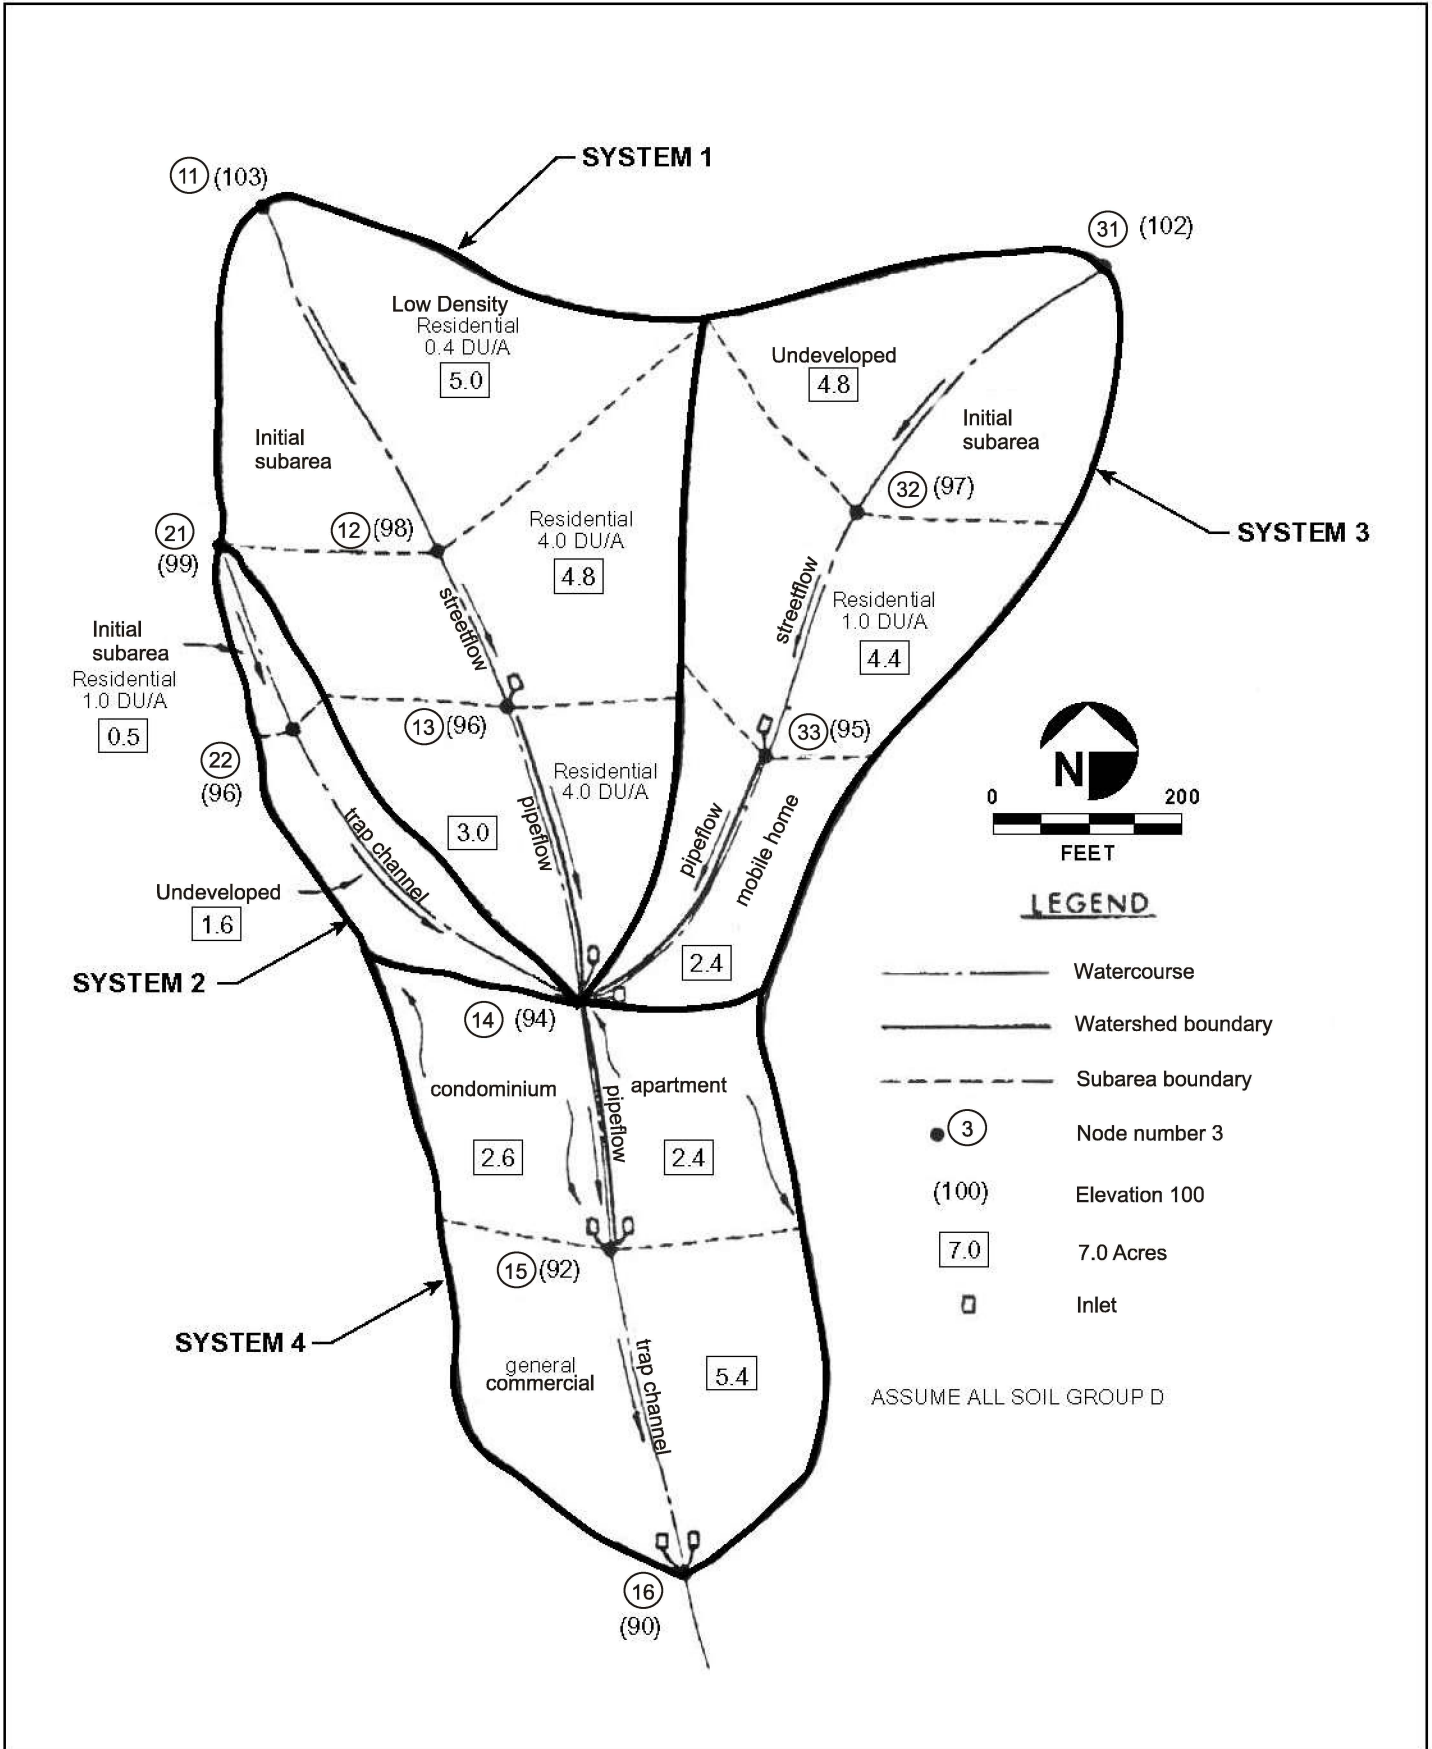 SYSTEM 1
11 (103)
31 (102)
Low Density
Residential
0.4 DU/A
5.0
Undeveloped
4.8
Initial
subarea
Initial
subarea
32 (97)
SYSTEM 3
21
(99)
12 (98)
Residential
4.0 DU/A
4.8
streetflow
streetflow
Residential
1.0 DU/A
4.4
Initial
subarea
Residential
1.0 DU/A
0.5
22
(96)
13 (96)
33 (95)
N
0 200
FEET
Residential
4.0 DU/A
3.0
pipeflow
pipeflow
mobile home
2.4
trap channel
Undeveloped
1.6
SYSTEM 2
14 (94)
LEGEND
Watercourse
Watershed boundary
Subarea boundary
3 Node number 3
(100) Elevation 100
7.0 7.0 Acres
Inlet
condominium
2.6
pipeflow
apartment
2.4
15 (92)
SYSTEM 4
general
commercial
trap channel
5.4
ASSUME ALL SOIL GROUP D
16
(90)